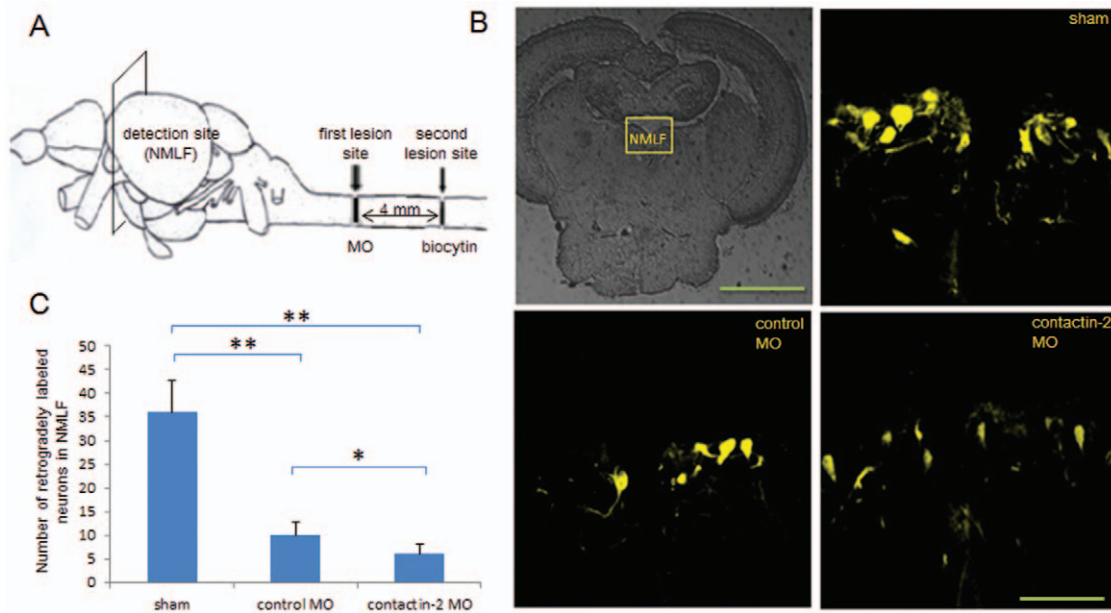 A
detection site
(NMLF)
first lesion
site
second
lesion site
4 mm
MO
biocytin
B
NMLF
sham
control
MO
contactin-2
MO
C
Number of retrogradely labeled
neurons in NMLF
50
45
40
35
30
25
20
15
10
5
0
**
**
*
sham
control MO
contactin-2 MO